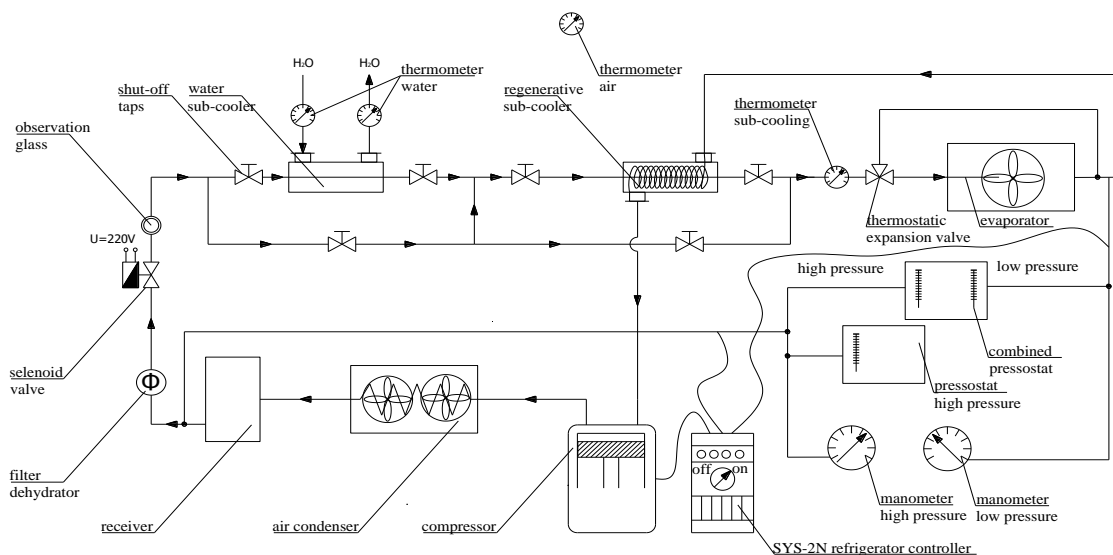 H₂O
H₂O
thermometer
water
thermometer
air
shut-off
taps
water
sub-cooler
regenerative
sub-cooler
thermometer
sub-cooling
observation
glass
U=220V
thermostatic
expansion valve
evaporator
high pressure
low pressure
selenoid
valve
Φ
combined
pressostat
pressostat
high pressure
off
on
filter
dehydrator
receiver
air condenser
compressor
manometer
high pressure
manometer
low pressure
SYS-2N refrigerator controller